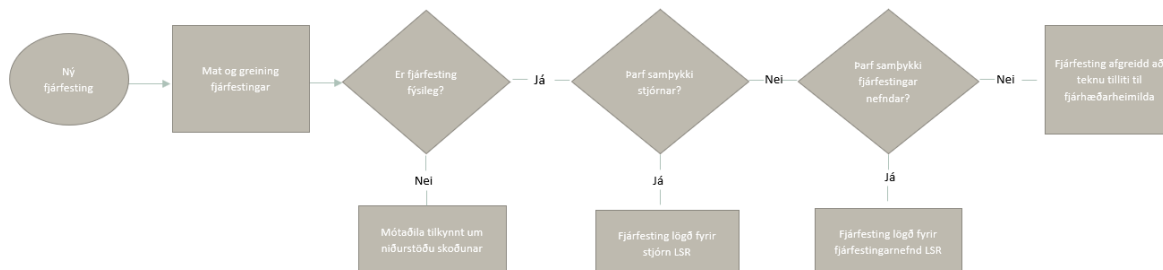 Ný
fjárfesting
Mat og greining
fjárfestingar
Er fjárfesting
fýsileg?
Já
Þarf samþykki
stjórnar?
Nei
Þarf samþykki
fjárfestingar
nefndar?
Nei
Fjárfesting afgreidd að
teknu tilliti til
fjárhæðarheimilda
Nei
Já
Já
Mótaðila tilkynnt um
niðurstöðu skoðunar
Fjárfesting lögð fyrir
stjórn LSR
Fjárfesting lögð fyrir
fjárfestingarnefnd LSR